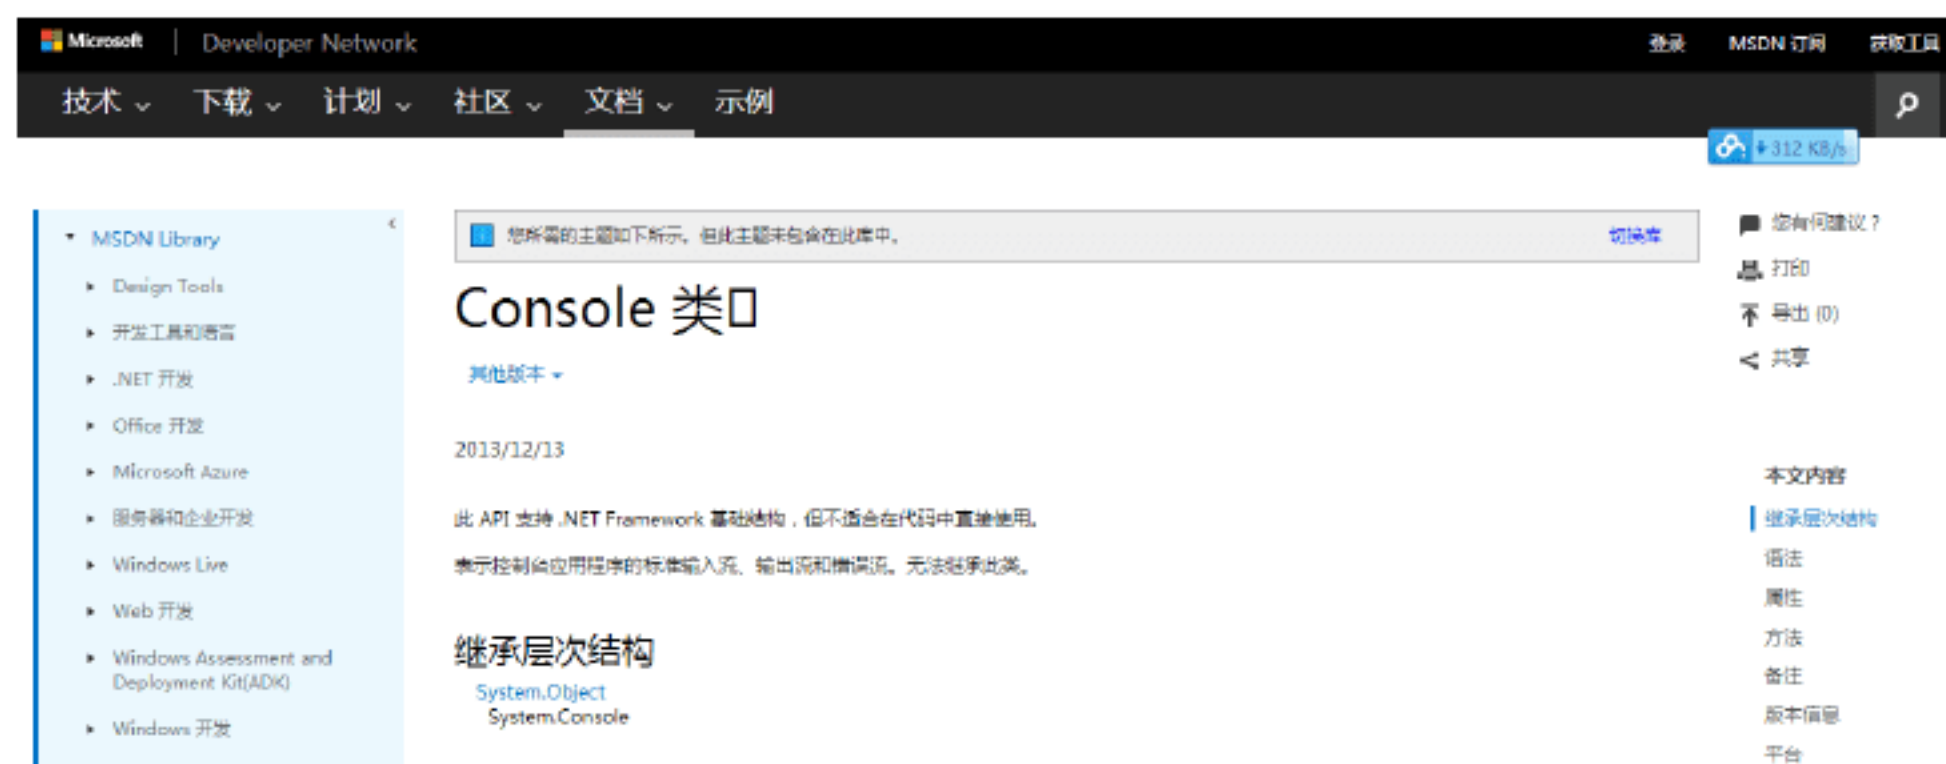 Microsoft | Developer Network
登录 MSDN 订阅 获取工具
技术 下载 计划 社区 文档 示例
312 KB/s
MSDN Library
Design Tools
开发工具和语言
.NET 开发
Office 开发
Microsoft Azure
服务器和企业开发
Windows Live
Web 开发
Windows Assessment and
Deployment Kit(ADK)
Windows 开发
您所需的主题如下所示。但此主题未包含在此库中。 切换库
Console 类
其他版本
2013/12/13
此 API 支持 .NET Framework 基础结构，但不适合在代码中直接使用。
表示控制台应用程序的标准输入流、输出流和错误流。无法继承此类。
继承层次结构
System.Object
System.Console
您有何建议？
打印
导出 (0)
共享
本文内容
继承层次结构
语法
属性
方法
备注
版本信息
平台